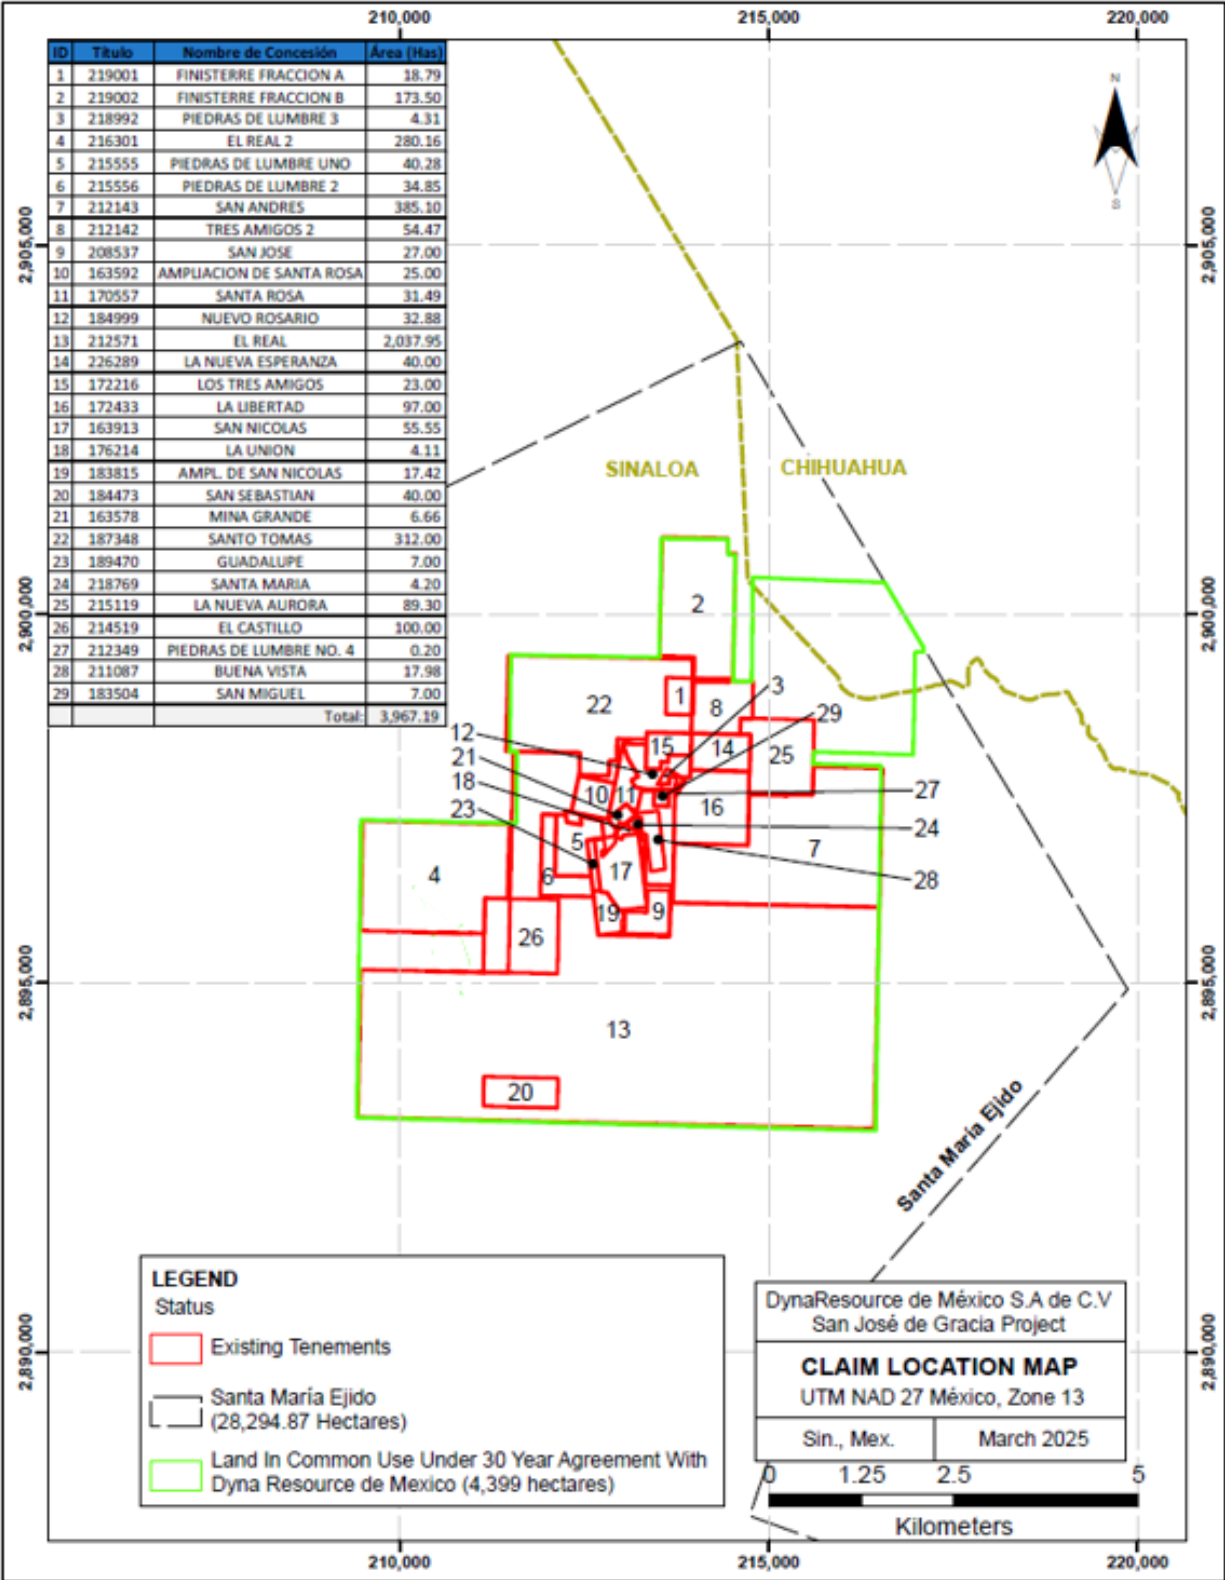 210,000 215,000 220,000
ID Título Nombre de Concesión Área (Has)
1 219001 FINISTERRE FRACCION A 18.79
2 219002 FINISTERRE FRACCION B 173.50
3 218992 PIEDRAS DE LUMBRE 3 4.31
4 216301 EL REAL 2 280.16
5 215555 PIEDRAS DE LUMBRE UNO 40.28
6 215556 PIEDRAS DE LUMBRE 2 34.85
7 212143 SAN ANDRES 385.10
8 212142 TRES AMIGOS 2 54.47
9 208537 SAN JOSE 27.00
10 163592 AMPLIACION DE SANTA ROSA 25.00
11 170557 SANTA ROSA 31.49
12 184999 NUEVO ROSARIO 32.88
13 212571 EL REAL 2,037.95
14 226289 LA NUEVA ESPERANZA 40.00
15 172216 LOS TRES AMIGOS 23.00
16 172433 LA LIBERTAD 97.00
17 163913 SAN NICOLAS 55.55
18 176214 LA UNION 4.11
19 183815 AMPL. DE SAN NICOLAS 17.42
20 184473 SAN SEBASTIAN 40.00
21 163578 MINA GRANDE 6.66
22 187348 SANTO TOMAS 312.00
23 189470 GUADALUPE 7.00
24 218769 SANTA MARIA 4.20
25 215119 LA NUEVA AURORA 89.30
26 214519 EL CASTILLO 100.00
27 212349 PIEDRAS DE LUMBRE NO. 4 0.20
28 211087 BUENA VISTA 17.98
29 183504 SAN MIGUEL 7.00
Total: 3,967.19
N
S
2,905,000 2,905,000
SINALOA CHIHUAHUA
2,900,000 2,900,000
2
3
1
22
8
29
12
15
14
25
21
18
10
11
27
16
23
24
5
7
17
4
6
28
19
9
26
2,895,000 2,895,000
13
20
Santa María Ejido
2,890,000 2,890,000
LEGEND
Status
Existing Tenements
Santa María Ejido
(28,294.87 Hectares)
Land In Common Use Under 30 Year Agreement With
Dyna Resource de Mexico (4,399 hectares)
DynaResource de México S.A de C.V
San José de Gracia Project
CLAIM LOCATION MAP
UTM NAD 27 México, Zone 13
Sin., Mex. March 2025
0 1.25 2.5 5
Kilometers
210,000 215,000 220,000